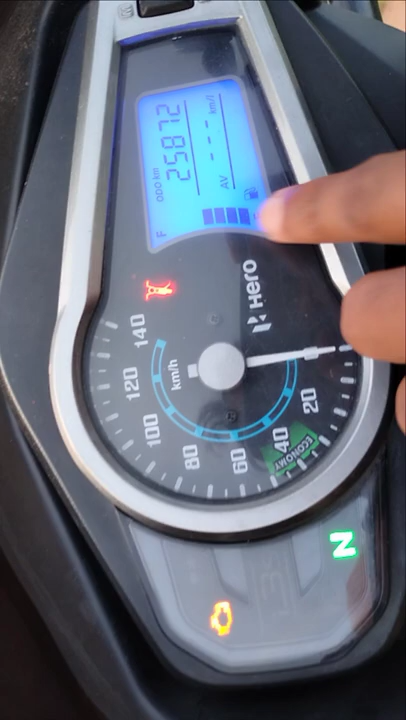 ODO km
25872
--- km/l
AV
F
Hero
km/h
20
40
60
80
100
120
140
ECONOMY
N